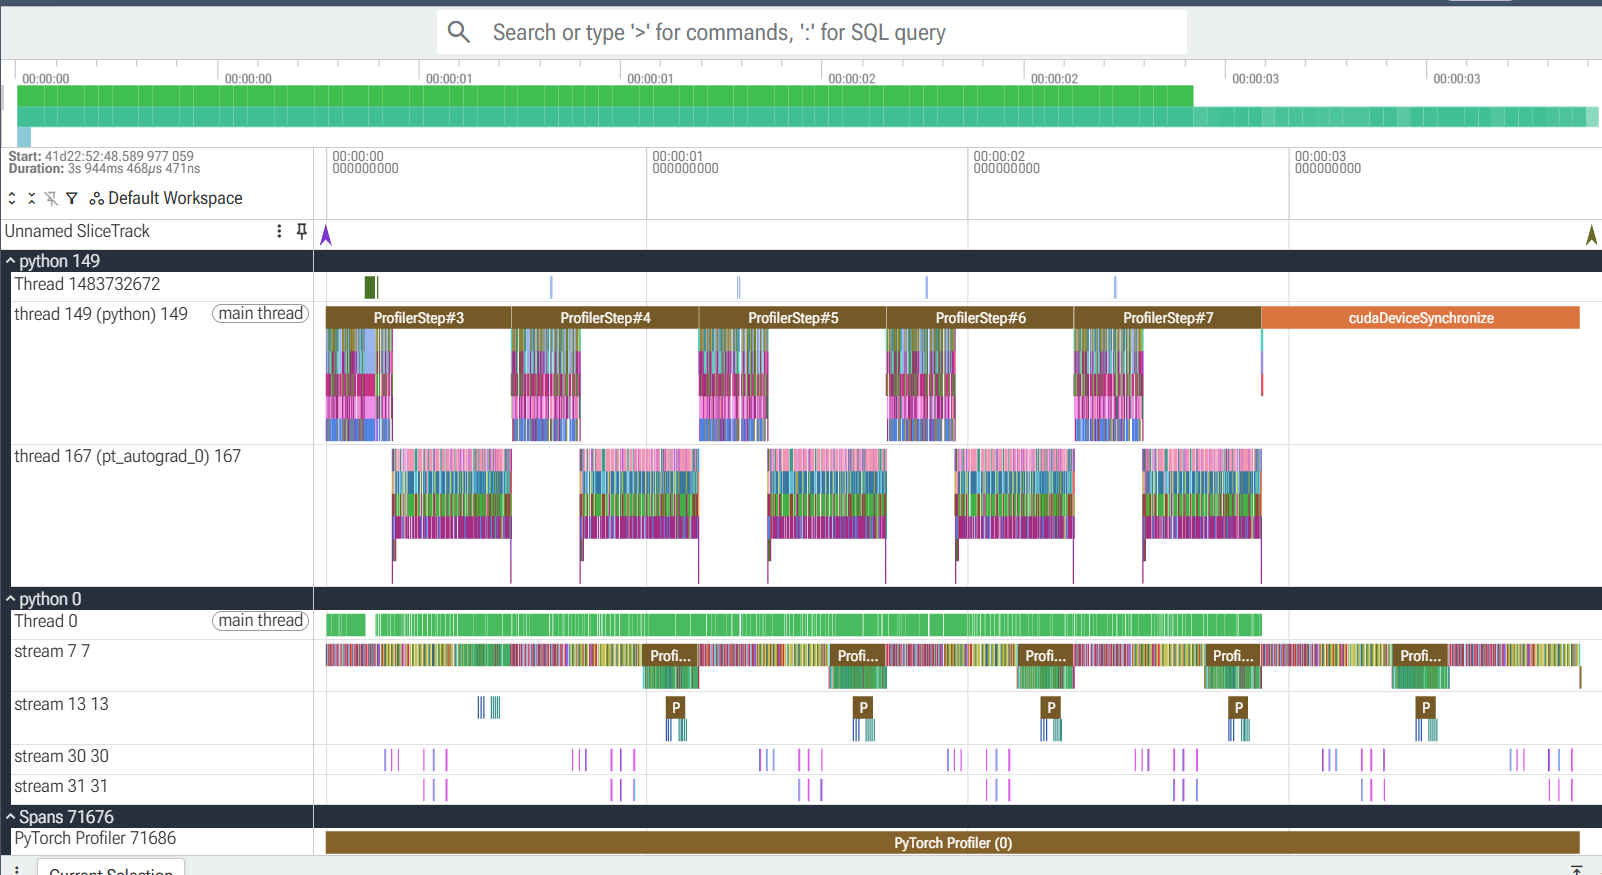 Search or type '>' for commands, ':' for SQL query
00:00:00 00:00:00 00:00:01 00:00:01 00:00:02 00:00:02 00:00:03 00:00:03
Start: 41d22:52:48.589 977 059
Duration: 3s 944ms 468µs 471ns
00:00:00 00:00:01 00:00:02 00:00:03
000000000 000000000 000000000 000000000
Default Workspace
Unnamed SliceTrack
python 149
Thread 1483732672
thread 149 (python) 149 main thread
ProfilerStep#3 ProfilerStep#4 ProfilerStep#5 ProfilerStep#6 ProfilerStep#7 cudaDeviceSynchronize
thread 167 (pt_autograd_0) 167
python 0
Thread 0 main thread
stream 7 7
Profi... Profi... Profi... Profi... Profi...
stream 13 13
P P P P P
stream 30 30
stream 31 31
Spans 71676
PyTorch Profiler 71686
PyTorch Profiler (0)
Current Selection